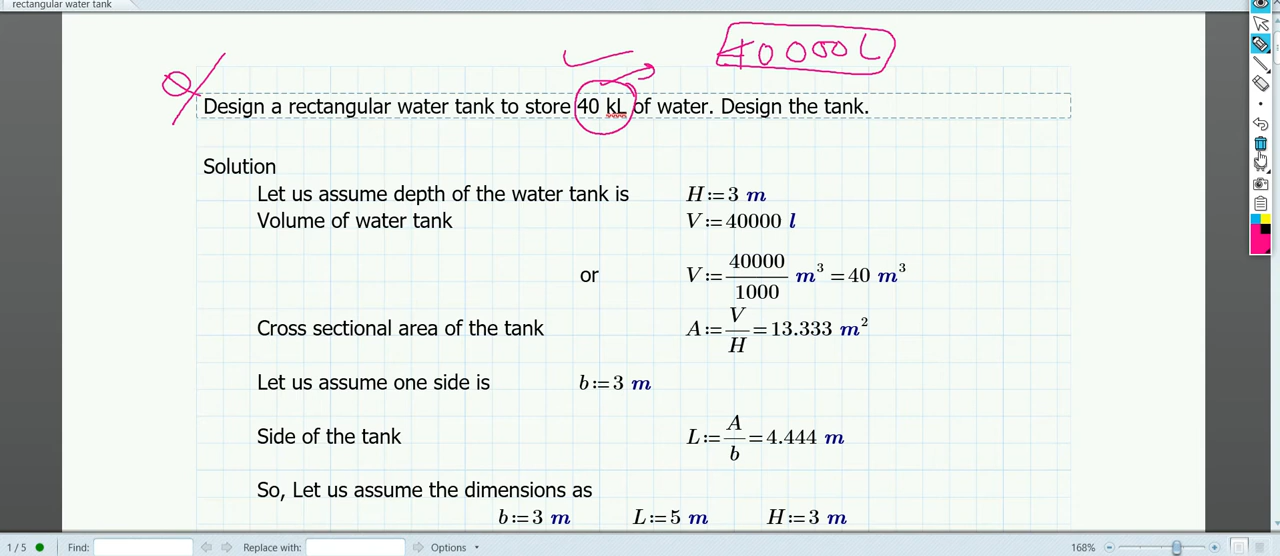 rectangular water tank
40000L
Design a rectangular water tank to store 40 kL of water. Design the tank.
Solution
Let us assume depth of the water tank is H:=3 m
Volume of water tank V:=40000 l
or V:=40000/1000 m³=40 m³
Cross sectional area of the tank A:=V/H=13.333 m²
Let us assume one side is b:=3 m
Side of the tank L:=A/b=4.444 m
So, Let us assume the dimensions as
b:=3 m L:=5 m H:=3 m
1/5 Find: Replace with: Options 168%